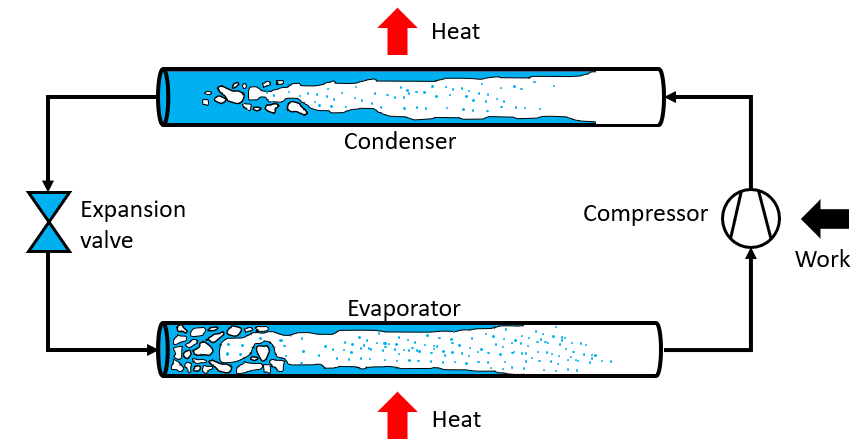 Heat
Condenser
Expansion
valve
Compressor
Work
Evaporator
Heat